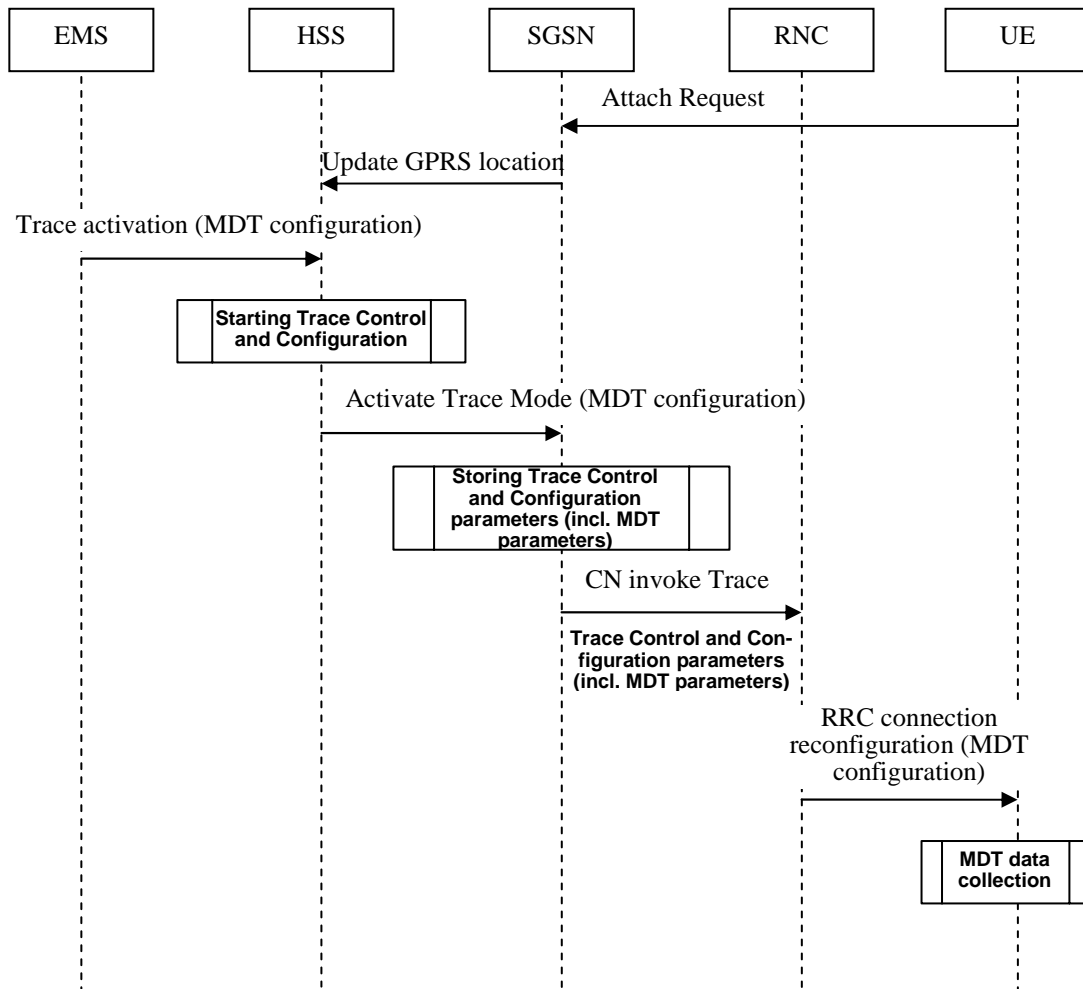 EMS
HSS
SGSN
RNC
UE
Attach Request
Update GPRS location
Trace activation (MDT configuration)
Starting Trace Control
and Configuration
Activate Trace Mode (MDT configuration)
Storing Trace Control
and Configuration
parameters (incl. MDT
parameters)
CN invoke Trace
Trace Control and Con-
figuration parameters
(incl. MDT parameters)
RRC connection
reconfiguration (MDT
configuration)
MDT data
collection